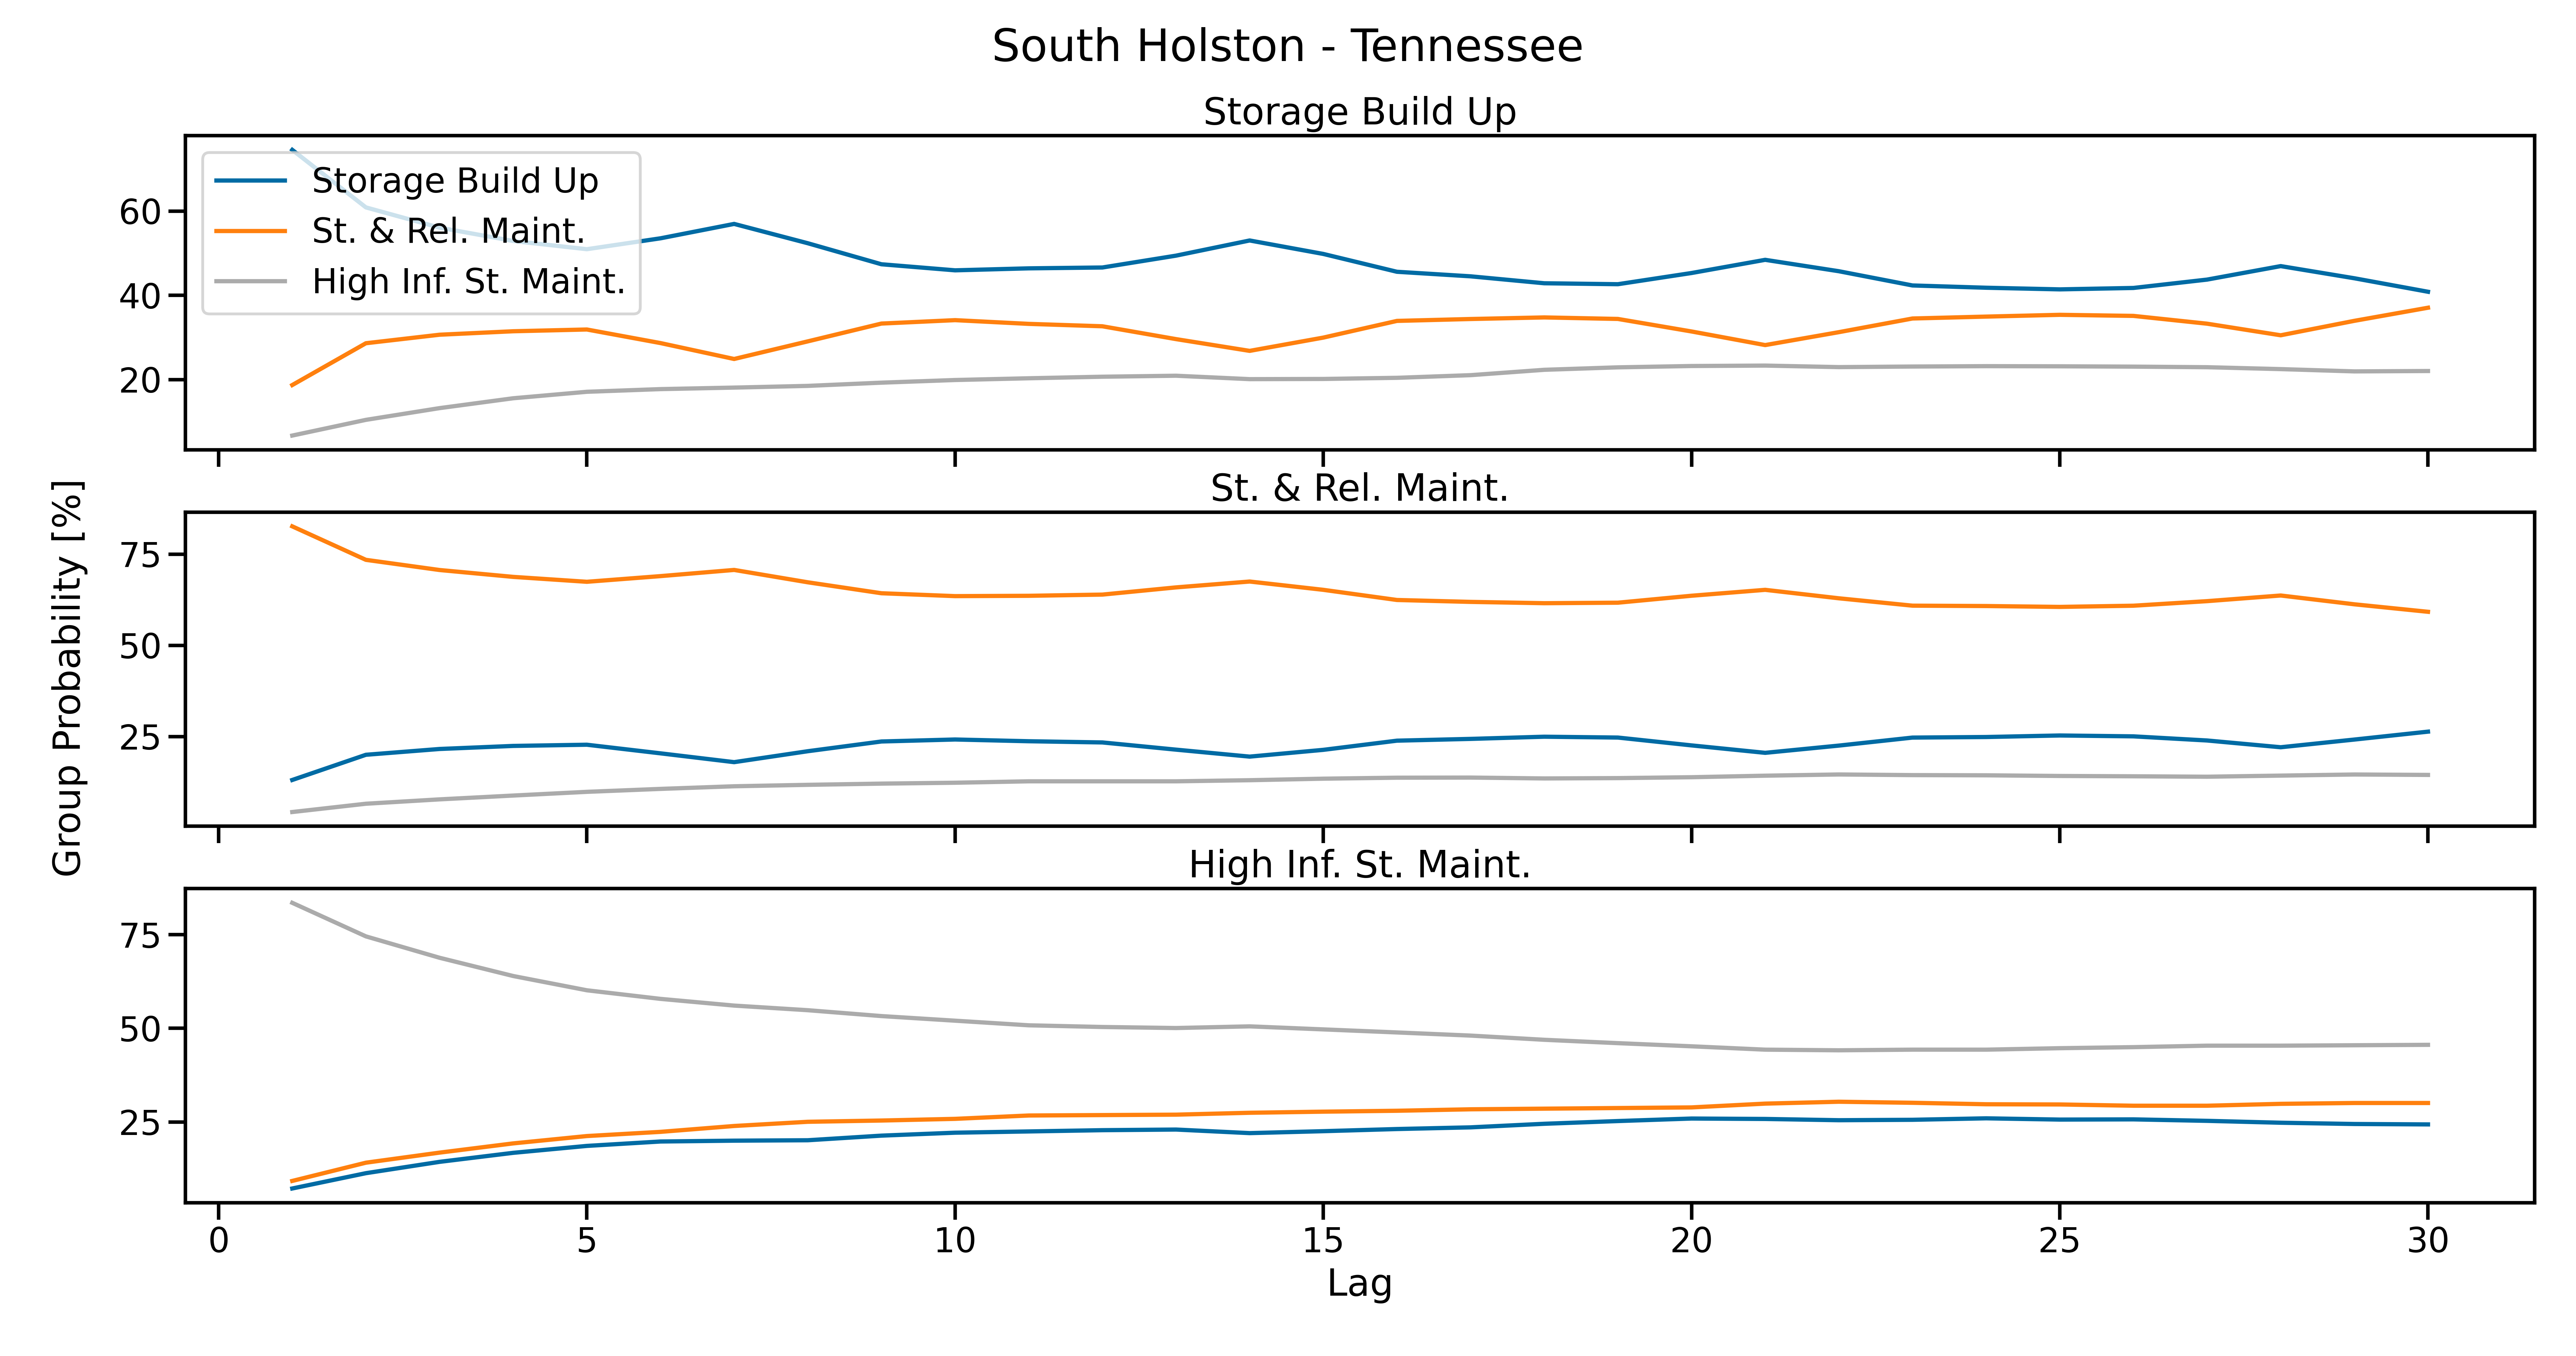 South Holston - Tennessee
Storage Build Up
Storage Build Up
St. & Rel. Maint.
High Inf. St. Maint.
60
40
20
Group Probability [%]
St. & Rel. Maint.
75
50
25
High Inf. St. Maint.
75
50
25
0 5 10 15 20 25 30
Lag